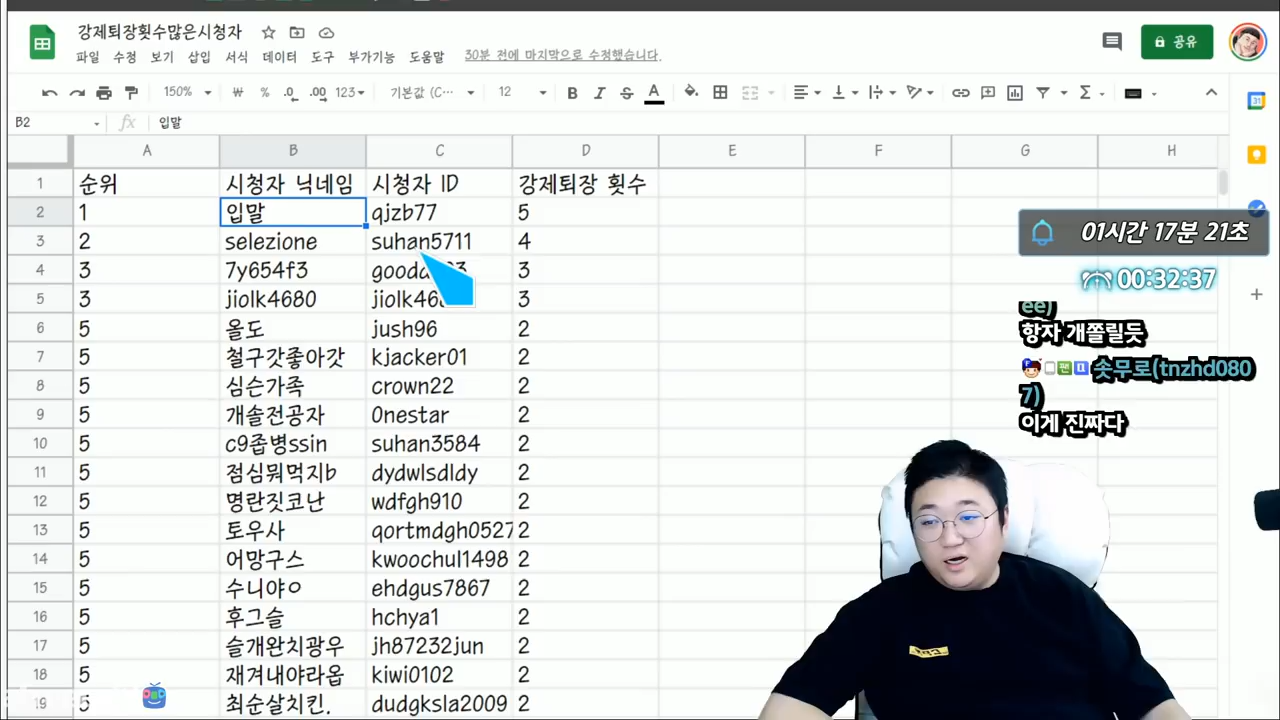 강제퇴장횟수많은시청자
파일 수정 보기 삽입 서식 데이터 도구 부가기능 도움말 30분 전에 마지막으로 수정했습니다.
공유
150% ₩ % .0 .00 123 기본값 (C... 12 B I S A
B2 fx 입말
A B C D E F G H
1 순위 시청자 닉네임 시청자 ID 강제퇴장 횟수
2 1 입말 qjzb77 5
3 2 selezione suhan5711 4
4 3 7y654f3 3
5 3 jiolk4680 3
6 5 올도 jush96 2
7 5 철구갓좋아갓 kjacker01 2
8 5 심슨가족 crown22 2
9 5 개솔전공자 0nestar 2
10 5 c9좁병ssin suhan3584 2
11 5 점심뭐먹지b dydwlsdldy 2
12 5 명란짓코난 wdfgh910 2
13 5 토우사 qortmdgh0527 2
14 5 어망구스 kwoochul1498 2
15 5 수니야ㅇ ehdgus7867 2
16 5 후그슬 hchya1 2
17 5 슬개완치광우 jh87232jun 2
18 5 재겨내야라옵 kiwi0102 2
19 5 최순살치킨. dudgksla2009 2
01시간 17분 21초
00:32:37
ee)
항자 개쫄릴듯
팬 솟무로(tnzhd080
7)
이게 진짜다